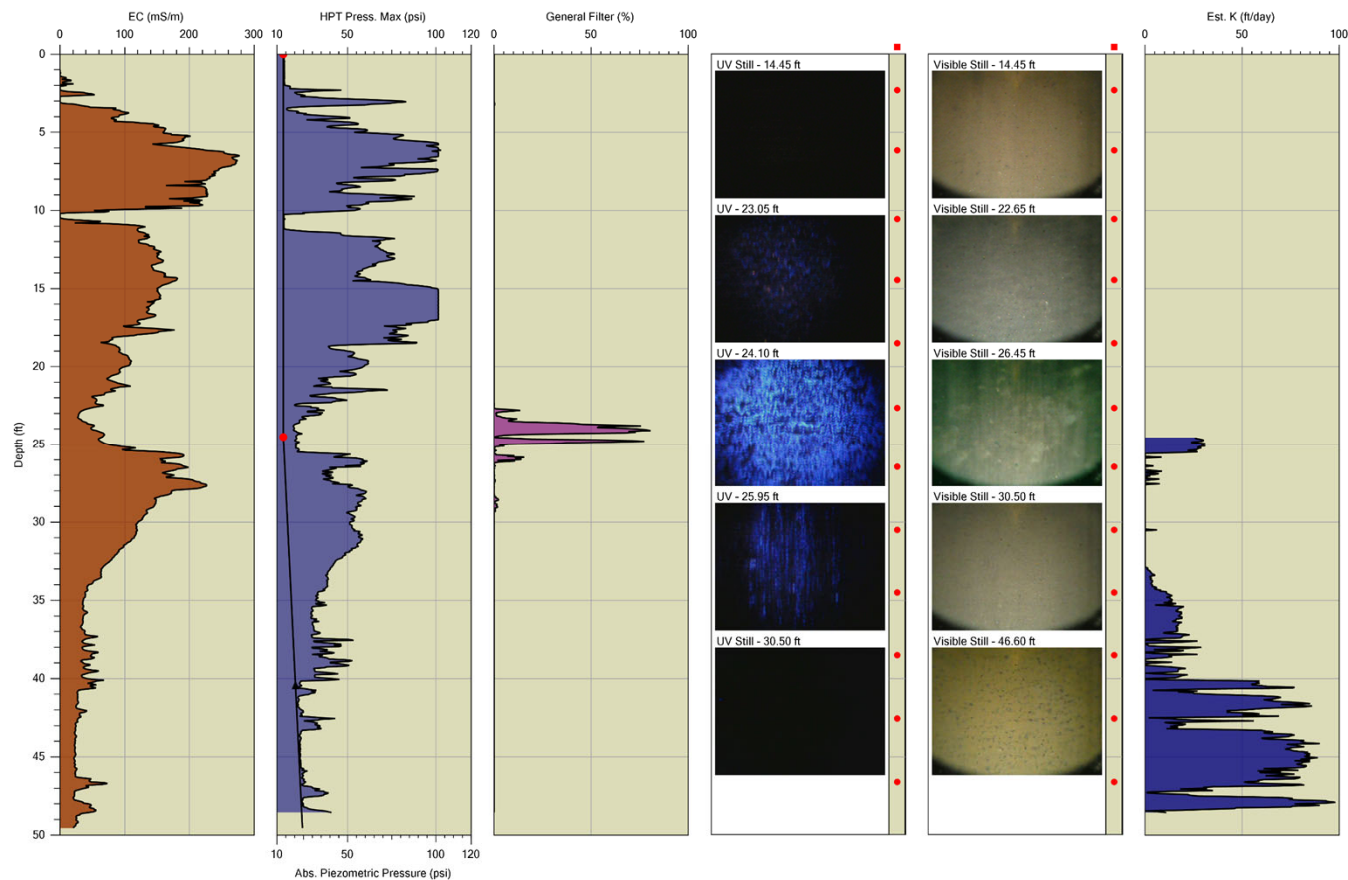 EC (mS/m) HPT Press. Max (psi) General Filter (%) Est. K (ft/day)
0 100 200 300 10 50 100 120 0 50 100 0 50 100
0
5
10
15
20
25
30
35
40
45
50
Depth (ft)
UV Still - 14.45 ft
UV - 23.05 ft
UV - 24.10 ft
UV - 25.95 ft
UV Still - 30.50 ft
Visible Still - 14.45 ft
Visible Still - 22.65 ft
Visible Still - 26.45 ft
Visible Still - 30.50 ft
Visible Still - 46.60 ft
10 50 100 120
Abs. Piezometric Pressure (psi)